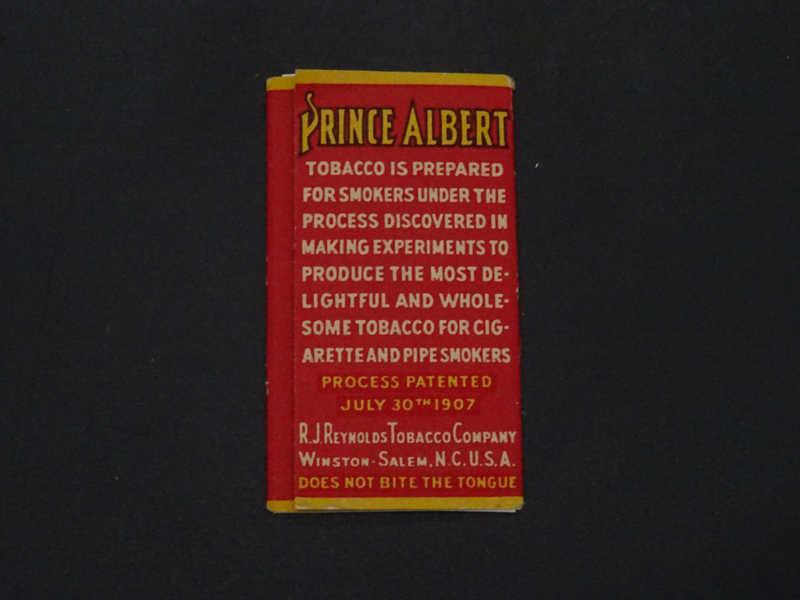 PRINCE ALBERT
TOBACCO IS PREPARED
FOR SMOKERS UNDER THE
PROCESS DISCOVERED IN
MAKING EXPERIMENTS TO
PRODUCE THE MOST DE-
LIGHTFUL AND WHOLE-
SOME TOBACCO FOR CIG-
ARETTE AND PIPE SMOKERS
PROCESS PATENTED
JULY 30TH 1907
R.J. REYNOLDS TOBACCO COMPANY
WINSTON-SALEM, N.C. U.S.A.
DOES NOT BITE THE TONGUE